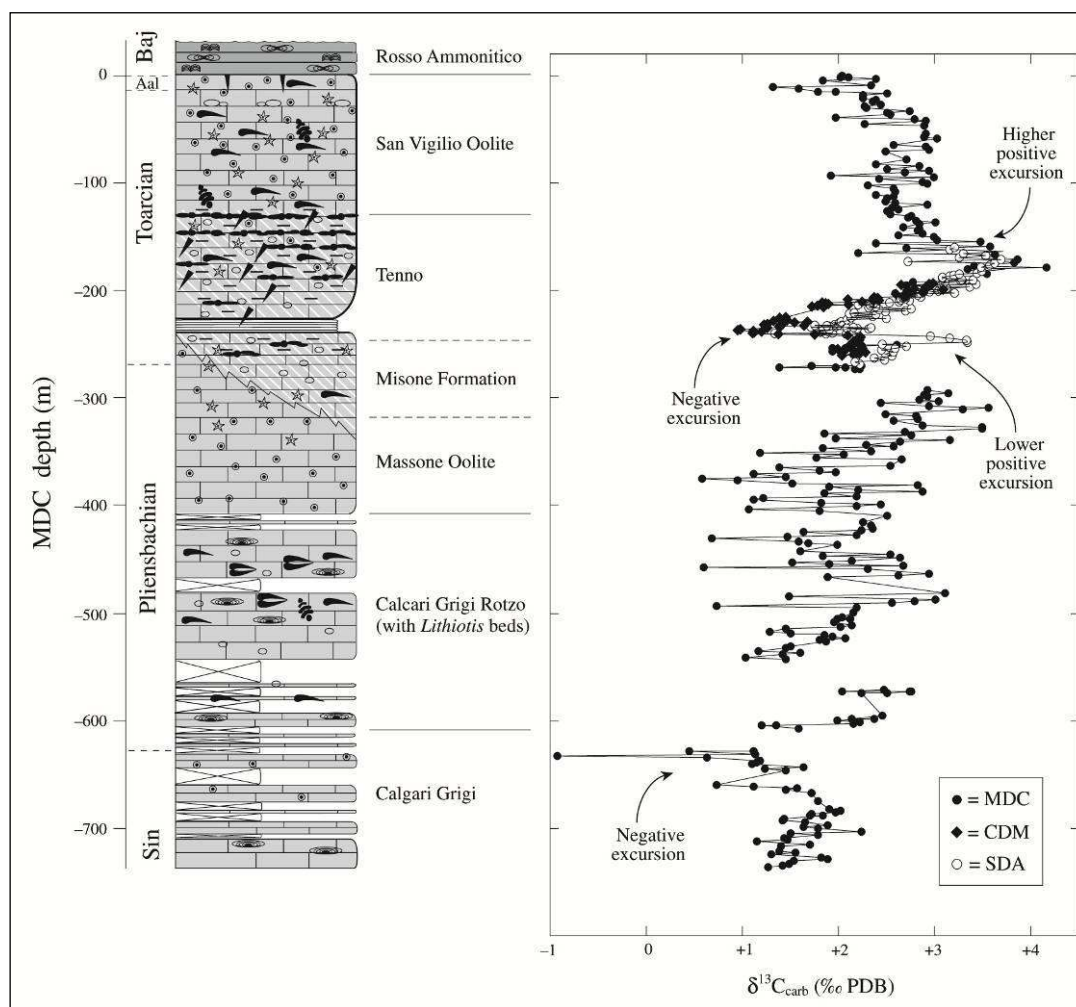 MDC depth (m)
0
–100
–200
–300
–400
–500
–600
–700
Baj
Aal
Toarcian
Pliensbachian
Sin
Rosso Ammonitico
San Vigilio Oolite
Tenno
Misone Formation
Massone Oolite
Calcari Grigi Rotzo
(with Lithiotis beds)
Calgari Grigi
Higher
positive
excursion
Negative
excursion
Lower
positive
excursion
Negative
excursion
● = MDC
◆ = CDM
○ = SDA
–1
0
+1
+2
+3
+4
δ¹³C_carb (‰ PDB)